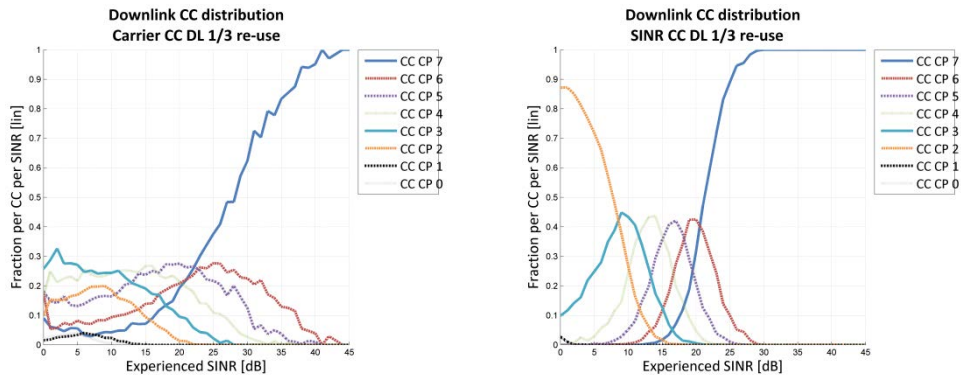 Downlink CC distribution
Carrier CC DL 1/3 re-use
Fraction per CC per SINR [lin]
1
0.9
0.8
0.7
0.6
0.5
0.4
0.3
0.2
0.1
0
0 5 10 15 20 25 30 35 40 45
Experienced SINR [dB]
CC CP 7
CC CP 6
CC CP 5
CC CP 4
CC CP 3
CC CP 2
CC CP 1
CC CP 0
Downlink CC distribution
SINR CC DL 1/3 re-use
Fraction per CC per SINR [lin]
1
0.9
0.8
0.7
0.6
0.5
0.4
0.3
0.2
0.1
0
0 5 10 15 20 25 30 35 40 45
Experienced SINR [dB]
CC CP 7
CC CP 6
CC CP 5
CC CP 4
CC CP 3
CC CP 2
CC CP 1
CC CP 0